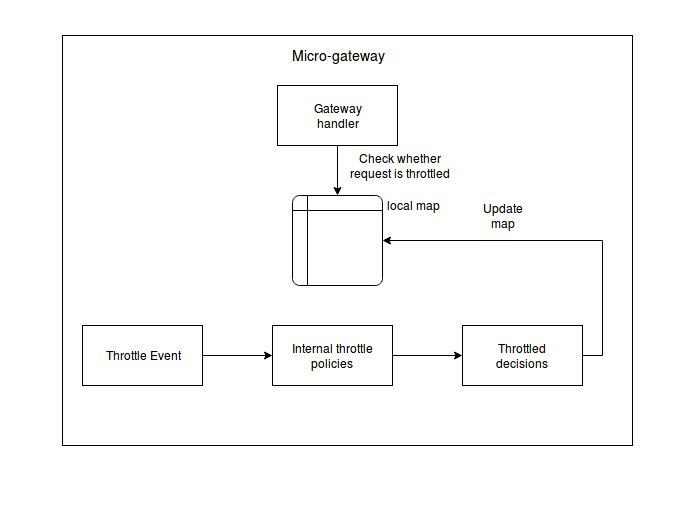 Micro-gateway
Gateway
handler
Check whether
request is throttled
local map
Update
map
Throttle Event
Internal throttle
policies
Throttled
decisions